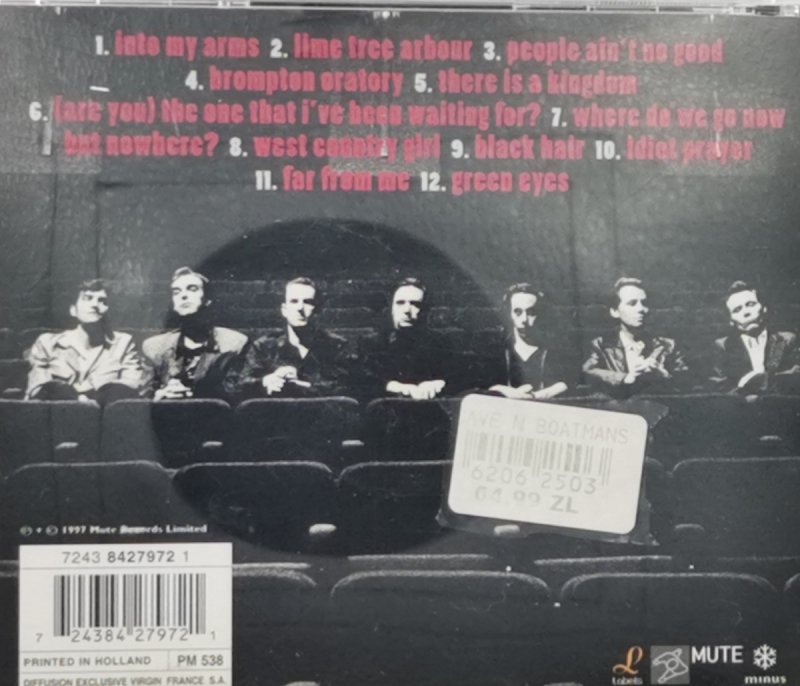 1. into my arms 2. lime tree arbour 3. people ain't no good
4. brompton oratory 5. there is a kingdom
6. (are you) the one that i've been waiting for? 7. where do we go now
but nowhere? 8. west country girl 9. black hair 10. idiot prayer
11. far from me 12. green eyes
AVE N BOATMANS
6206 2503
64.99 ZL
℗ + © 1997 Mute Records Limited
7243 8427972 1
7 24384 27972 1
PRINTED IN HOLLAND PM 538
DIFFUSION EXCLUSIVE VIRGIN FRANCE S.A.
L
Labels
MUTE
minus